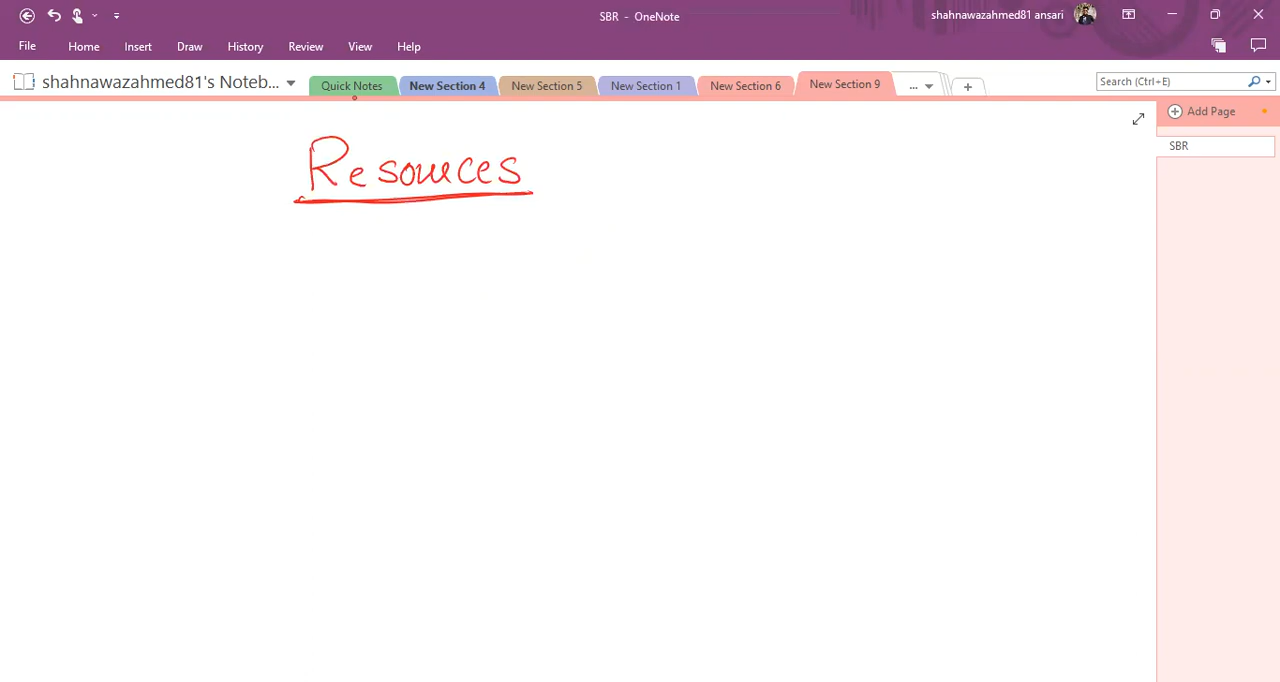 SBR - OneNote
shahnawazahmed81 ansari
File Home Insert Draw History Review View Help
shahnawazahmed81's Noteb...
Quick Notes New Section 4 New Section 5 New Section 1 New Section 6 New Section 9 ... +
Search (Ctrl+E)
Add Page
SBR
Resources